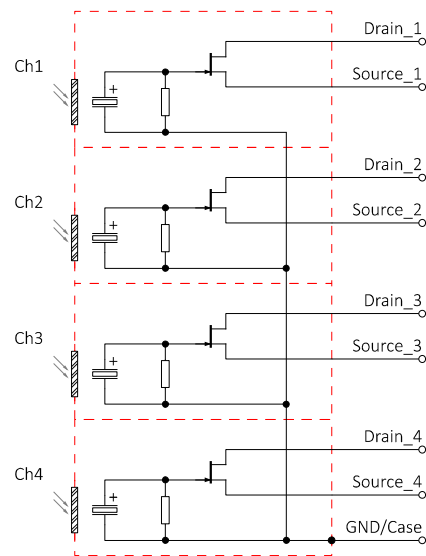 Drain_1
Ch1
Source_1
+
Drain_2
Ch2
Source_2
+
Drain_3
Ch3
Source_3
+
Drain_4
Ch4
Source_4
+
GND/Case